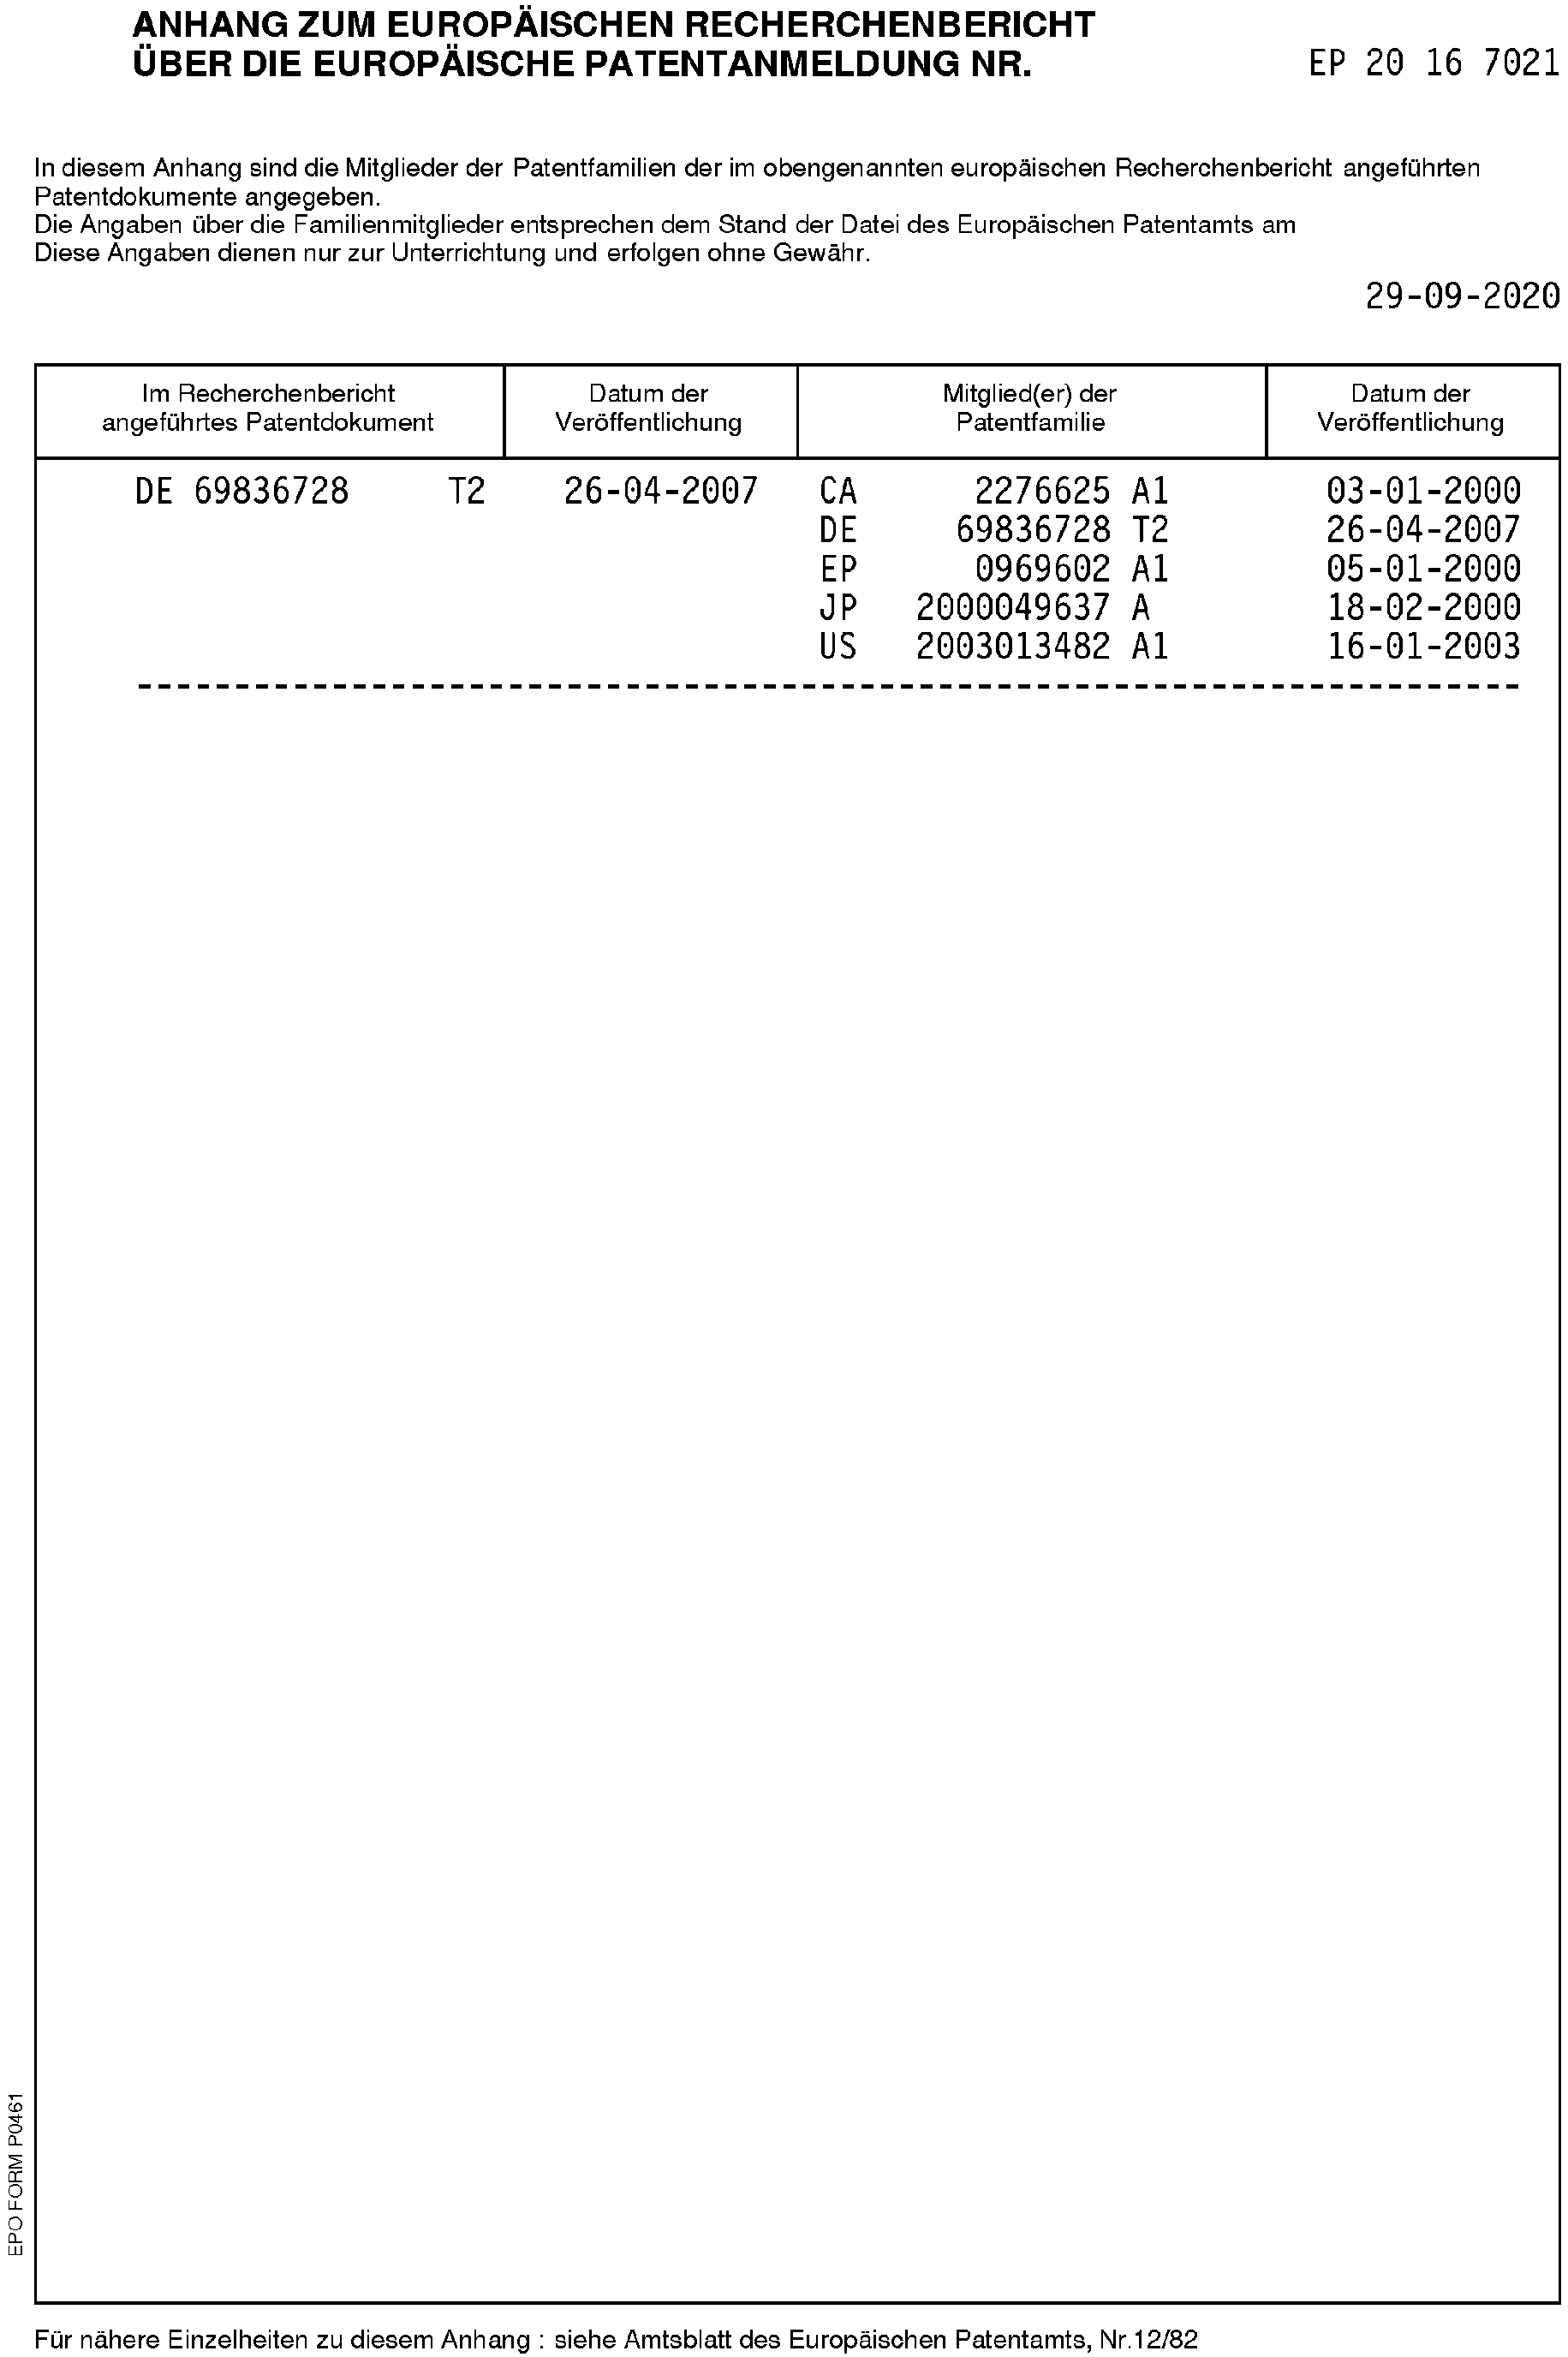 ANHANG ZUM EUROPÄISCHEN RECHERCHENBERICHT
ÜBER DIE EUROPÄISCHE PATENTANMELDUNG NR.
EP 20 16 7021
In diesem Anhang sind die Mitglieder der Patentfamilien der im obengenannten europäischen Recherchenbericht angeführten
Patentdokumente angegeben.
Die Angaben über die Familienmitglieder entsprechen dem Stand der Datei des Europäischen Patentamts am
Diese Angaben dienen nur zur Unterrichtung und erfolgen ohne Gewähr.
29-09-2020
Im Recherchenbericht angeführtes Patentdokument | Datum der Veröffentlichung | Mitglied(er) der Patentfamilie | Datum der Veröffentlichung
DE 69836728 T2 26-04-2007 CA 2276625 A1 03-01-2000
DE 69836728 T2 26-04-2007
EP 0969602 A1 05-01-2000
JP 2000049637 A 18-02-2000
US 2003013482 A1 16-01-2003
EPO FORM P0461
Für nähere Einzelheiten zu diesem Anhang : siehe Amtsblatt des Europäischen Patentamts, Nr.12/82